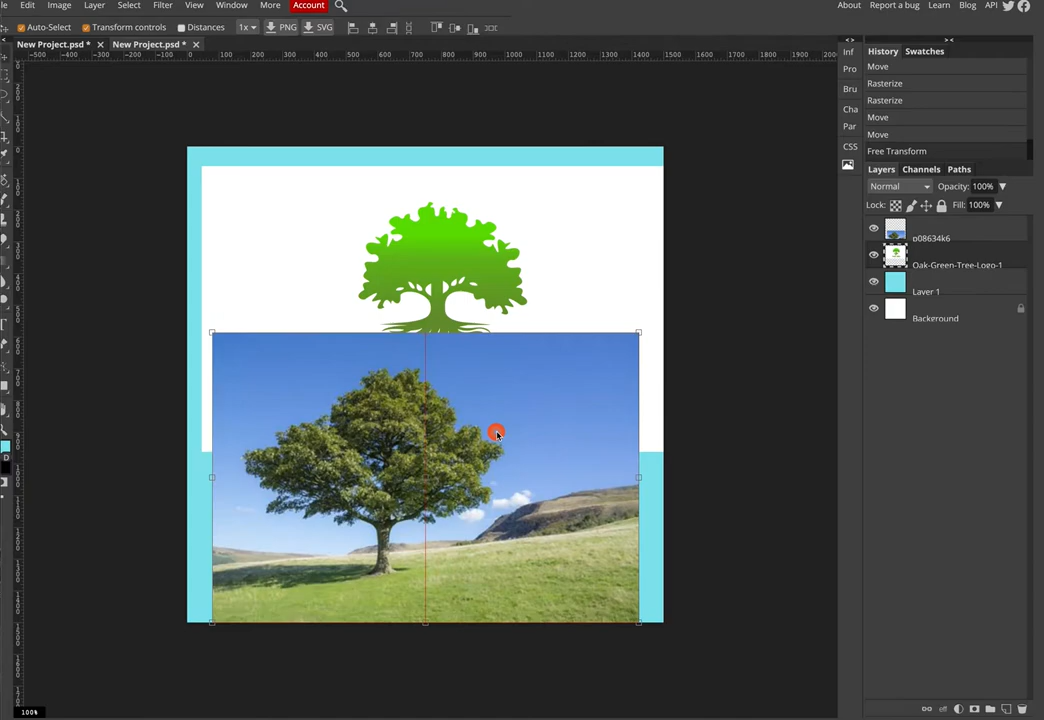 Edit Image Layer Select Filter View Window More Account About Report a bug Learn Blog API
Auto-Select Transform controls Distances 1x PNG SVG
New Project.psd * New Project.psd *
Inf
Pro
Bru
Cha
Par
CSS
History Swatches
Move
Rasterize
Rasterize
Move
Move
Free Transform
Layers Channels Paths
Normal Opacity: 100%
Lock: Fill: 100%
p08634k6
Oak-Green-Tree-Logo-1
Layer 1
Background
D
100%